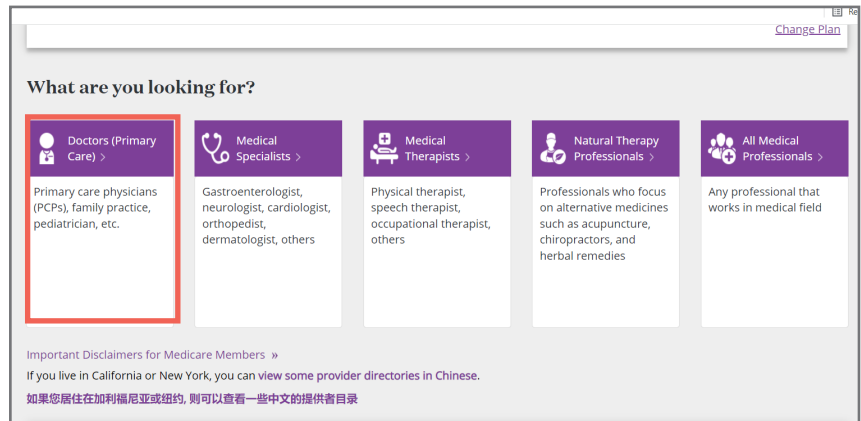 Re
Change Plan
What are you looking for?
Doctors (Primary
Care) >
Primary care physicians
(PCPs), family practice,
pediatrician, etc.
Medical
Specialists >
Gastroenterologist,
neurologist, cardiologist,
orthopedist,
dermatologist, others
Medical
Therapists >
Physical therapist,
speech therapist,
occupational therapist,
others
Natural Therapy
Professionals >
Professionals who focus
on alternative medicines
such as acupuncture,
chiropractors, and
herbal remedies
All Medical
Professionals >
Any professional that
works in medical field
Important Disclaimers for Medicare Members »
If you live in California or New York, you can view some provider directories in Chinese.
如果您居住在加利福尼亚或纽约, 则可以查看一些中文的提供者目录